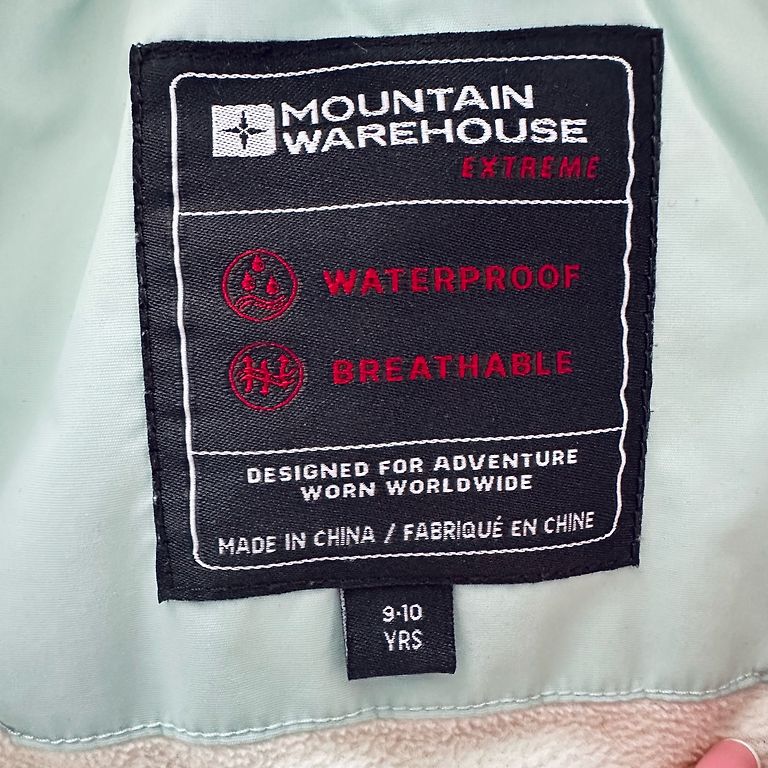 MOUNTAIN
WAREHOUSE
EXTREME
WATERPROOF
BREATHABLE
DESIGNED FOR ADVENTURE
WORN WORLDWIDE
MADE IN CHINA / FABRIQUÉ EN CHINE
9-10
YRS